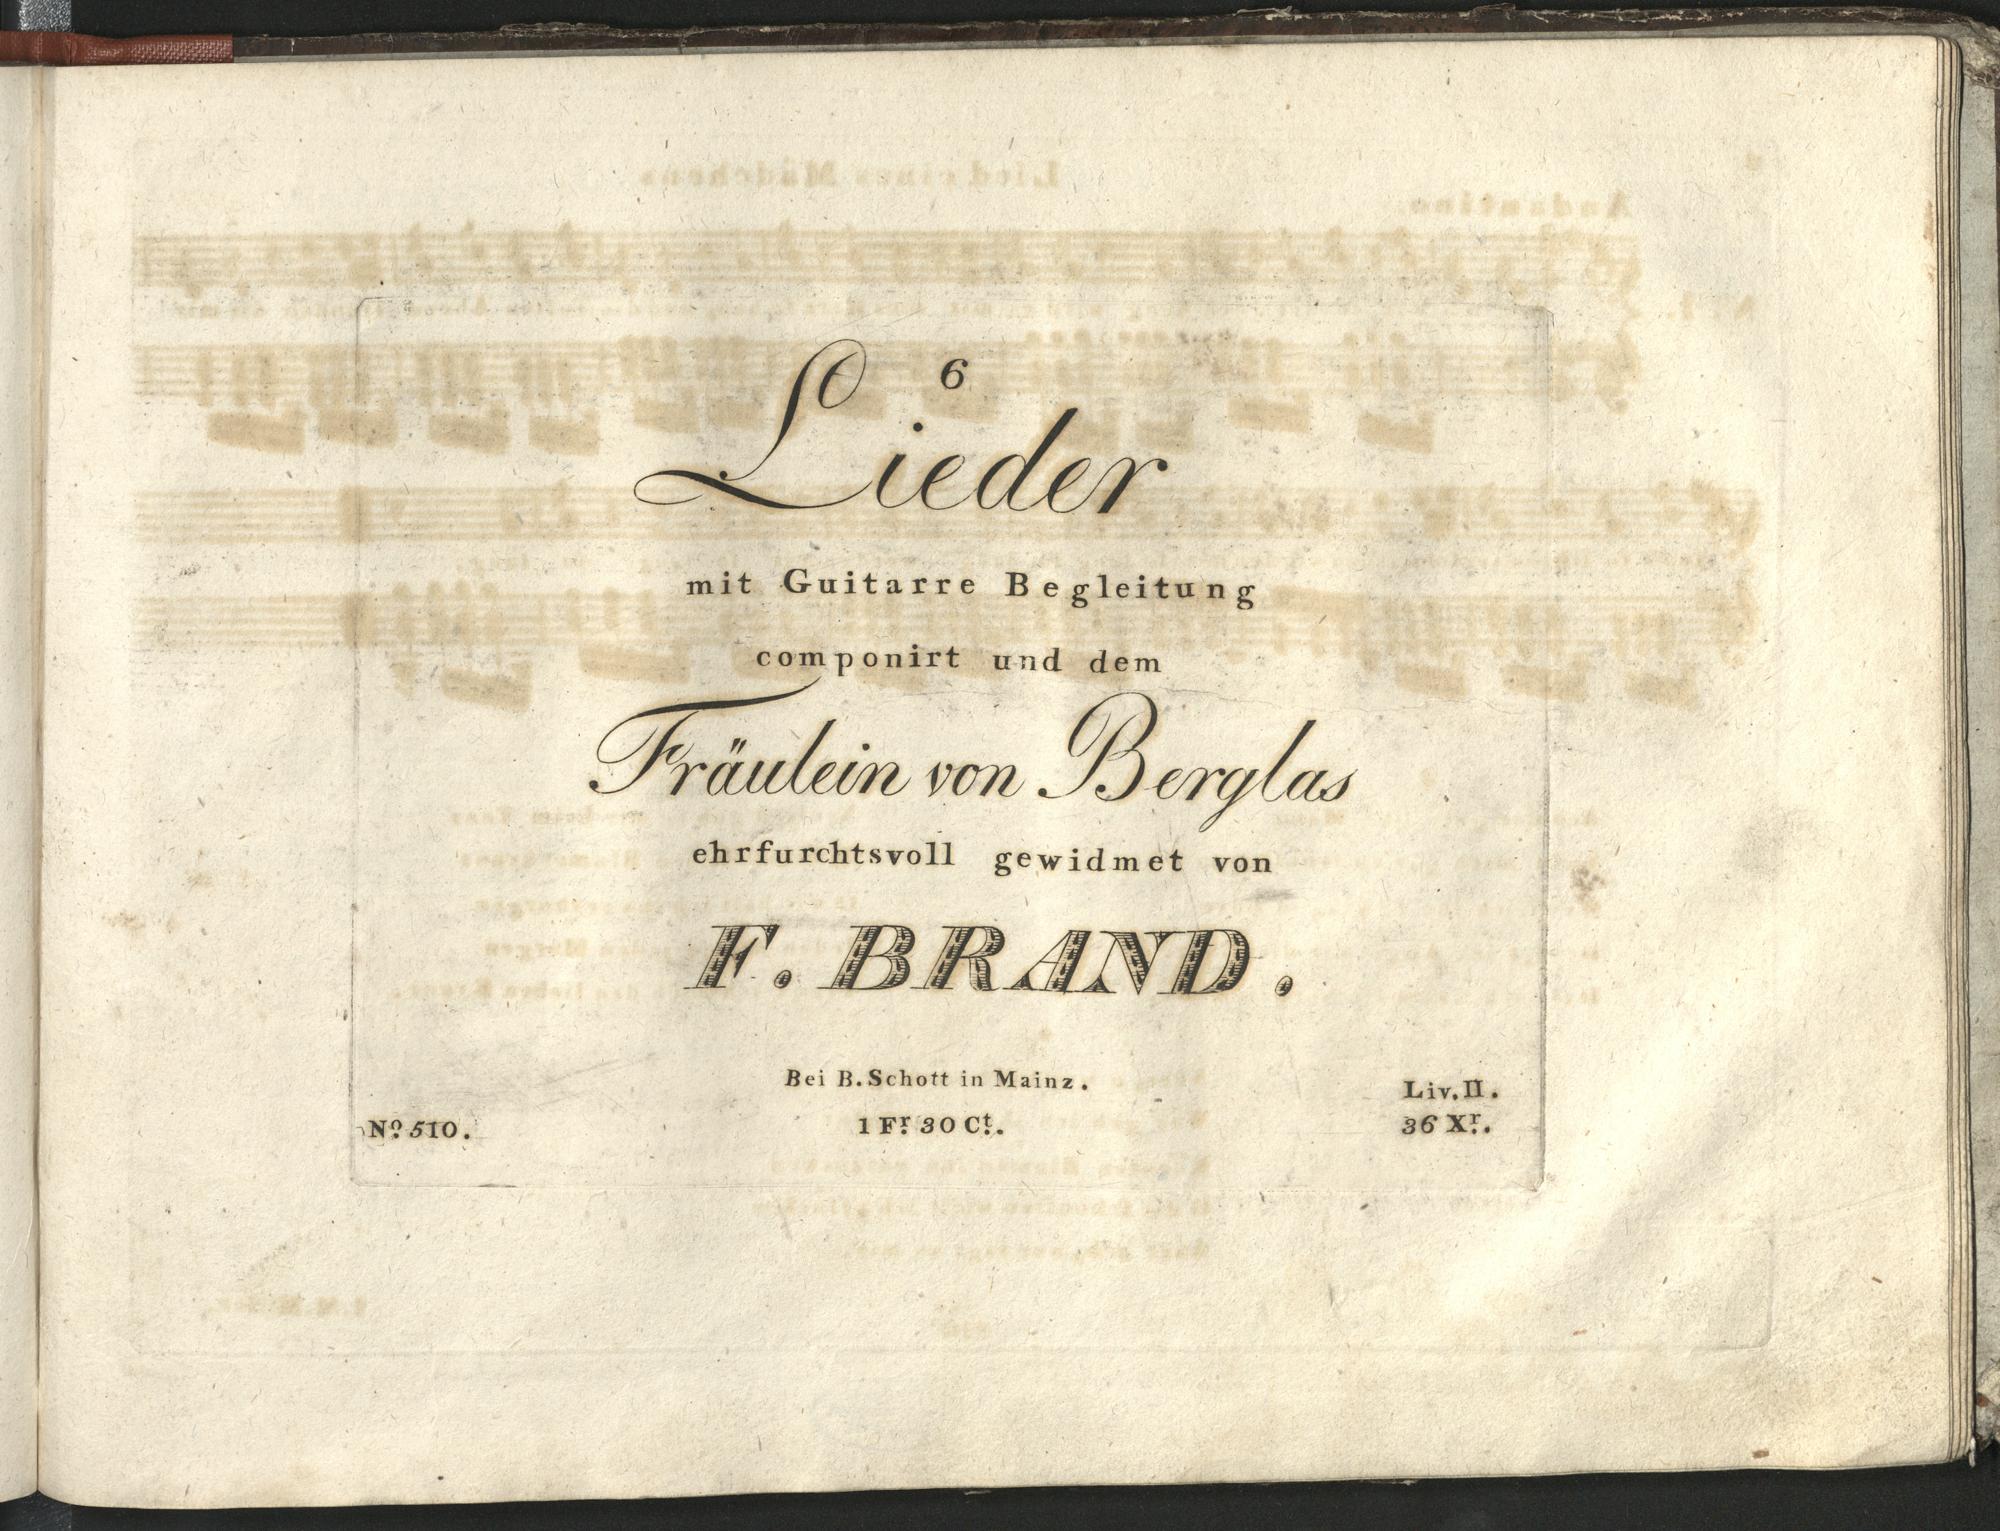 6
Lieder
mit Guitarre Begleitung
componirt und dem
Fräulein von Berglas
ehrfurchtsvoll gewidmet von
F. BRAND.
Bei B. Schott in Mainz.
Liv. II.
Nº. 510.
1 Fr. 30 Ct.
36 Xr.